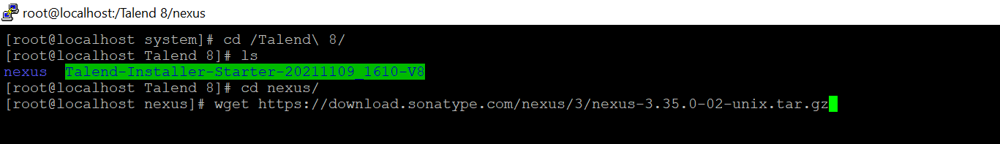 root@localhost:/Talend 8/nexus
[root@localhost system]# cd /Talend\ 8/
[root@localhost Talend 8]# ls
nexus  Talend-Installer-Starter-20211109_1610-V8
[root@localhost Talend 8]# cd nexus/
[root@localhost nexus]# wget https://download.sonatype.com/nexus/3/nexus-3.35.0-02-unix.tar.gz